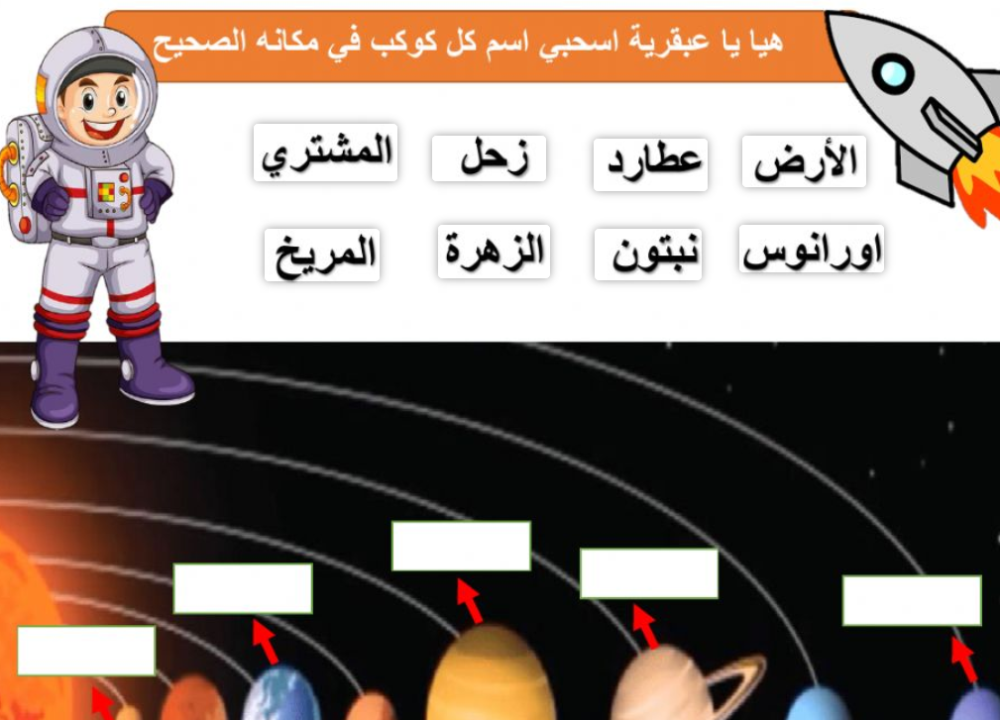 هيا يا عبقرية اسحبي اسم كل كوكب في مكانه الصحيح
الأرض عطارد زحل المشتري
اورانوس نبتون الزهرة المريخ